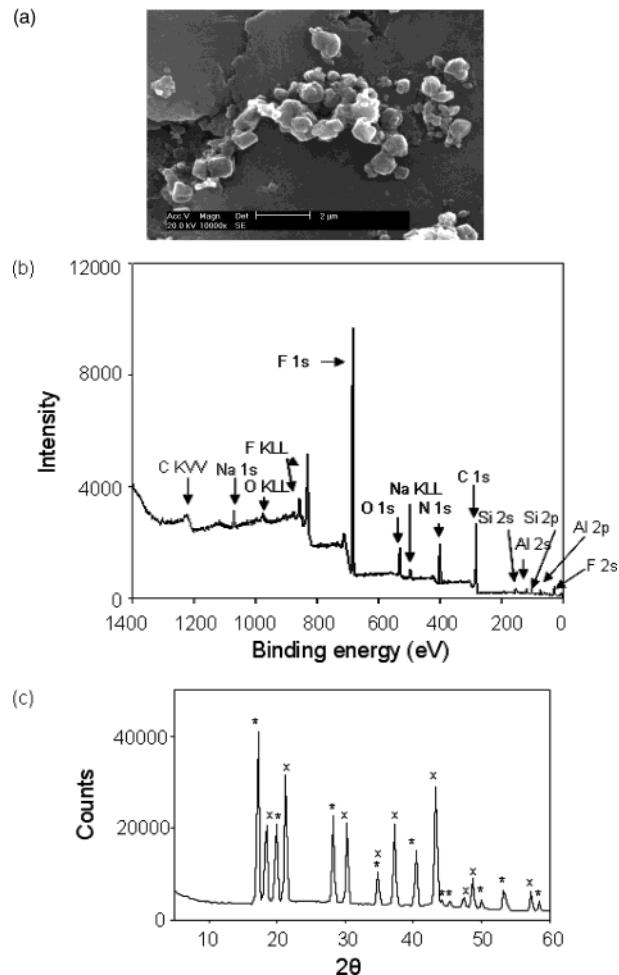 (a)
Acc.V Magn Det 2 µm
20.0 kV 10000x SE
(b)
12000
8000
4000
0
Intensity
F 1s
F KLL
C KVV
Na 1s
O KLL
O 1s
Na KLL
N 1s
C 1s
Si 2s
Al 2s
Si 2p
Al 2p
F 2s
1400 1200 1000 800 600 400 200 0
Binding energy (eV)
(c)
40000
20000
0
Counts
* x * x * x x * x * x * * x x * * x *
10 20 30 40 50 60
2θ